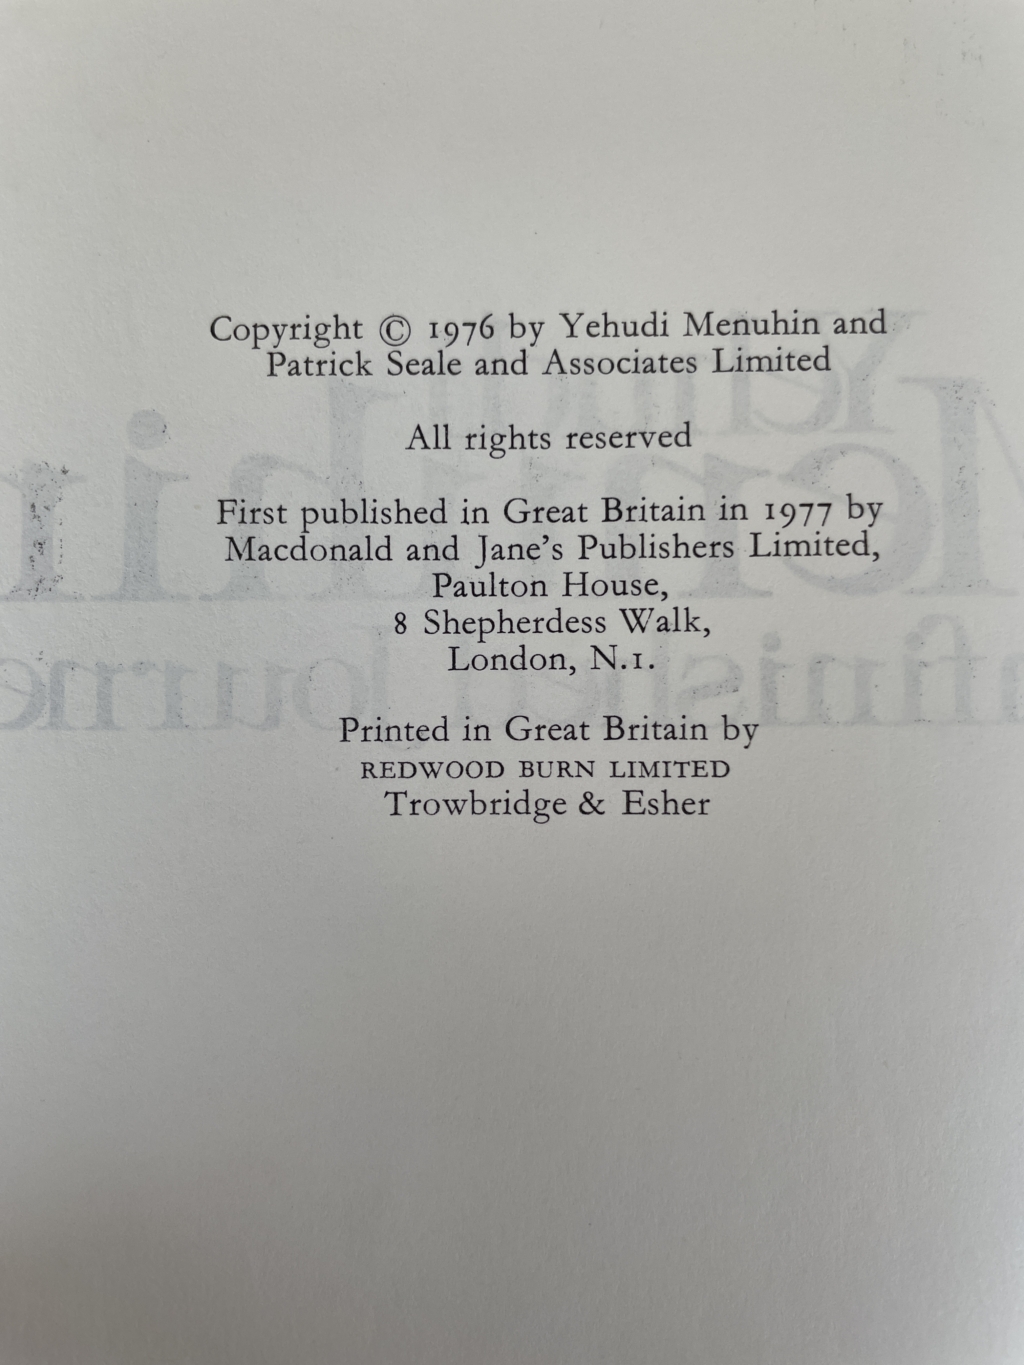 Copyright © 1976 by Yehudi Menuhin and
Patrick Seale and Associates Limited
All rights reserved
First published in Great Britain in 1977 by
Macdonald and Jane's Publishers Limited,
Paulton House,
8 Shepherdess Walk,
London, N.1.
Printed in Great Britain by
REDWOOD BURN LIMITED
Trowbridge & Esher